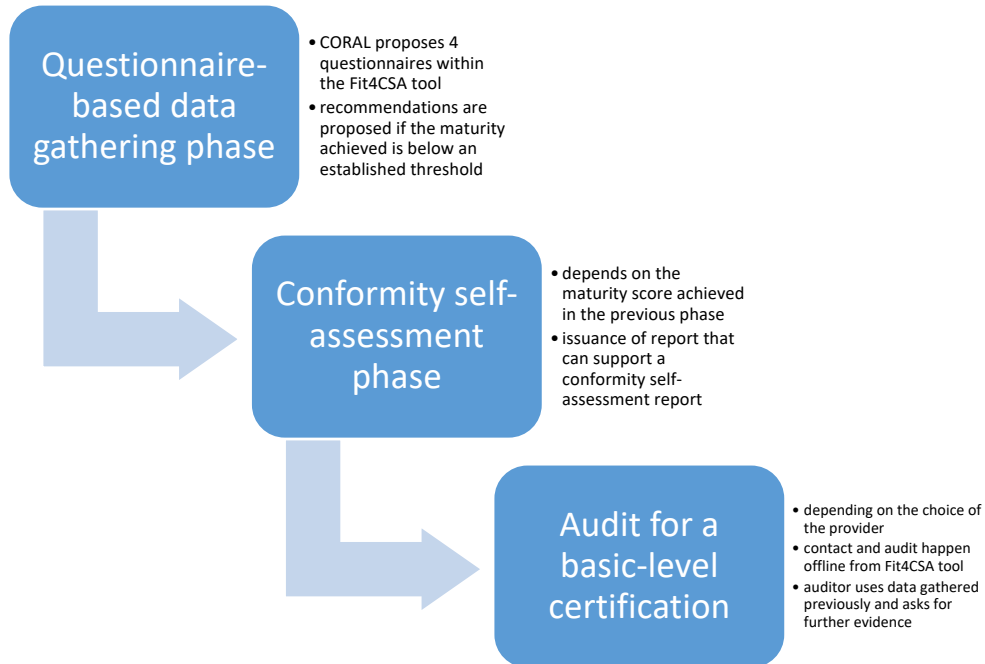 Questionnaire-
based data
gathering phase
• CORAL proposes 4
questionnaires within
the Fit4CSA tool
• recommendations are
proposed if the maturity
achieved is below an
established threshold
Conformity self-
assessment
phase
• depends on the
maturity score achieved
in the previous phase
• issuance of report that
can support a
conformity self-
assessment report
Audit for a
basic-level
certification
• depending on the choice of
the provider
• contact and audit happen
offline from Fit4CSA tool
• auditor uses data gathered
previously and asks for
further evidence